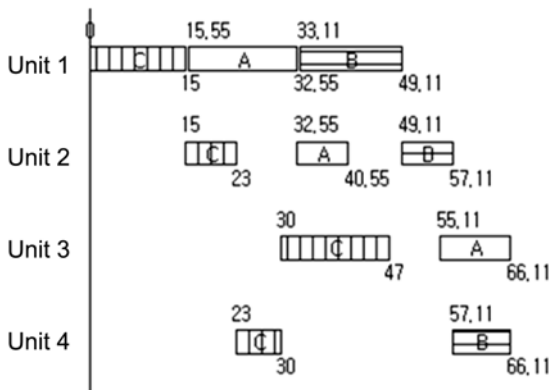 0
15,55 33,11
Unit 1 C A B
15 32,55 49,11
15 32,55 49,11
Unit 2 C A B
23 40,55 57,11
30 55,11
Unit 3 C A
47 66,11
23 57,11
Unit 4 C B
30 66,11